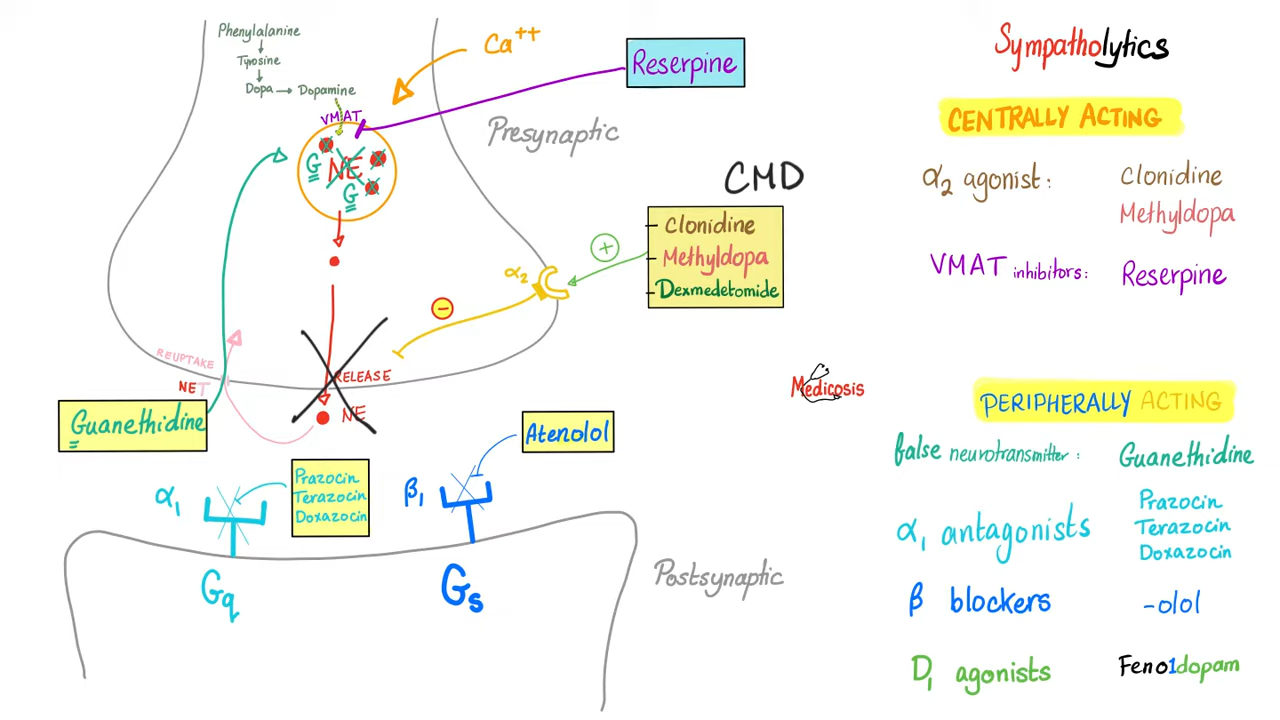 Phenylalanine
Tyrosine
Dopa → Dopamine
VMAT
Ca++
Reserpine
Presynaptic
G NE
G
CMD
Clonidine
Methyldopa
Dexmedetomide
+
α2
−
REUPTAKE
NET
RELEASE
NE
Guanethidine
Prazocin
Terazocin
Doxazocin
Atenolol
α1
β1
Gq
Gs
Postsynaptic
Medicosis
Sympatholytics
CENTRALLY ACTING
α2 agonist: Clonidine
Methyldopa
VMAT inhibitors: Reserpine
PERIPHERALLY ACTING
false neurotransmitter: Guanethidine
α1 antagonists Prazocin
Terazocin
Doxazocin
β blockers -olol
D1 agonists Feno1dopam